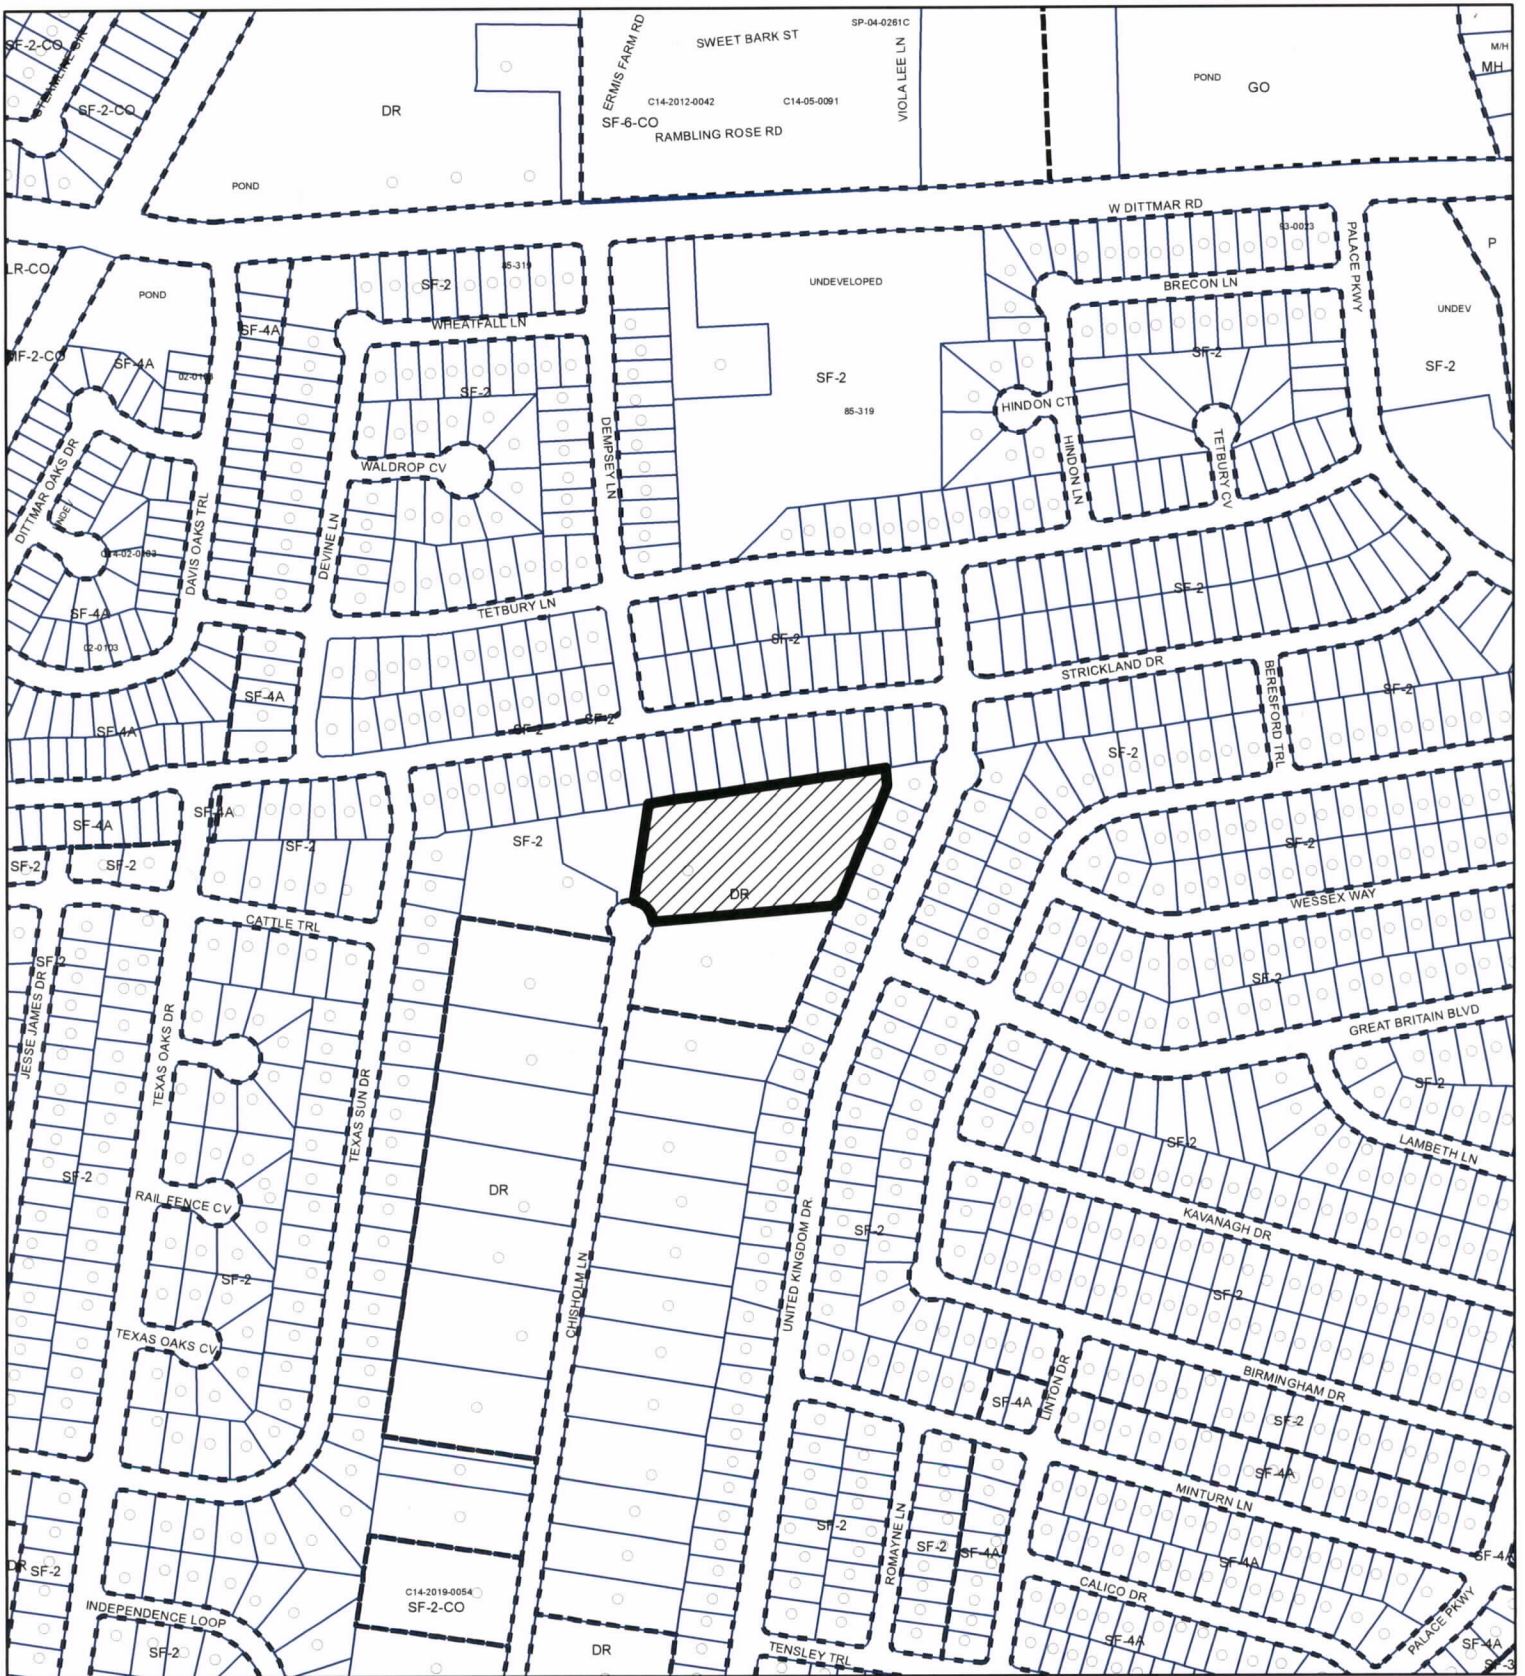 SF-2-CO
STEAMLINE CIR
SF-2-CO
DR
POND
ERMIS FARM RD
SWEET BARK ST
SP-04-0261C
VIOLA LEE LN
C14-2012-0042
C14-05-0091
SF-6-CO
RAMBLING ROSE RD
POND
GO
M/H
MH
W DITTMAR RD
93-0023
PALACE PKWY
P
LR-CO
POND
SF-4A
85-319
SF-2
WHEATFALL LN
UNDEVELOPED
BRECON LN
UNDEV
MF-2-CO
SF-4A
SF-2
SF-2
SF-2
SF-2
85-319
HINDON CT
DITTMAR OAKS DR
UNDEV
DAVIS OAKS TRL
WALDROP CV
DEMPSEY LN
HINDON LN
TETBURY CV
DEVINE LN
C14-02-0103
SF-4A
02-0103
TETBURY LN
SF-2
SF-2
STRICKLAND DR
BERESFORD TRL
SF-2
SF-4A
SF-4A
SF-2
SF-2
SF-2
SF-4A
SF-4A
SF-2
SF-2
SF-2
SF-2
SF-2
DR
WESSEX WAY
CATTLE TRL
SF-2
SF-2
JESSE JAMES DR
TEXAS OAKS DR
GREAT BRITAIN BLVD
TEXAS SUN DR
SF-2
SF-2
LAMBETH LN
SF-2
RAIL FENCE CV
DR
UNITED KINGDOM DR
SF-2
KAVANAGH DR
SF-2
CHISHOLM LN
SF-2
TEXAS OAKS CV
BIRMINGHAM DR
LINTON DR
SF-4A
SF-2
SF-4A
MINTURN LN
SF-2
ROMAYNE LN
SF-2
SF-4A
SF-4A
SF-4A
DR
SF-2
C14-2019-0054
SF-2-CO
CALICO DR
PALACE PKWY
INDEPENDENCE LOOP
SF-2
DR
TENSLEY TRL
SF-4A
SF-4A
SF-3